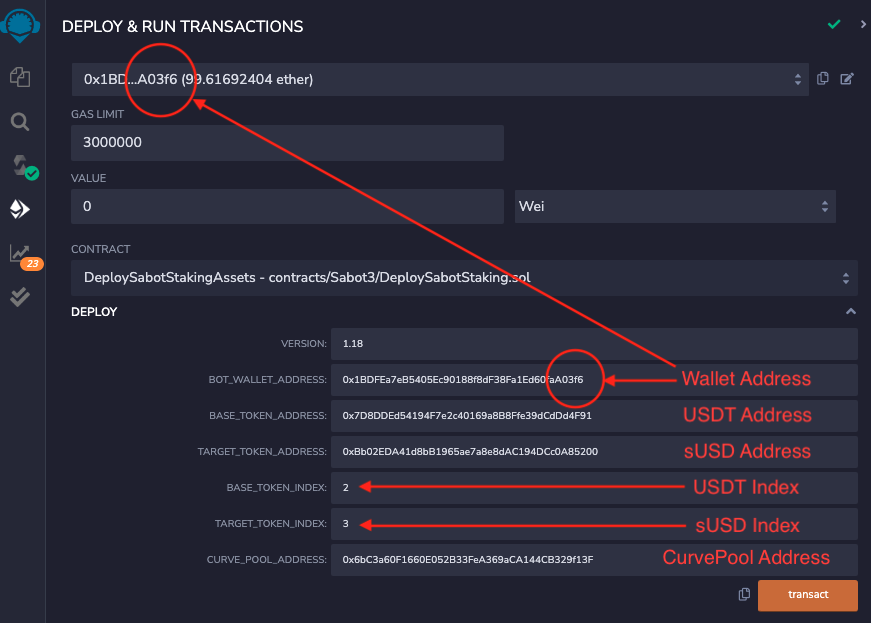 DEPLOY & RUN TRANSACTIONS
0x1BD...A03f6 (99.61692404 ether)
GAS LIMIT
3000000
VALUE
0
Wei
CONTRACT
23
DeploySabotStakingAssets - contracts/Sabot3/DeploySabotStaking.sol
DEPLOY
VERSION: 1.18
BOT_WALLET_ADDRESS: 0x1BDFEa7eB5405Ec90188f8dF38Fa1Ed60faA03f6 Wallet Address
BASE_TOKEN_ADDRESS: 0x7D8DDEd54194F7e2c40169a8B8Ffe39dCdDd4F91 USDT Address
TARGET_TOKEN_ADDRESS: 0xBb02EDA41d8bB1965ae7a8e8dAC194DCc0A85200 sUSD Address
BASE_TOKEN_INDEX: 2 USDT Index
TARGET_TOKEN_INDEX: 3 sUSD Index
CURVE_POOL_ADDRESS: 0x6bC3a60F1660E052B33FeA369aCA144CB329f13F CurvePool Address
transact